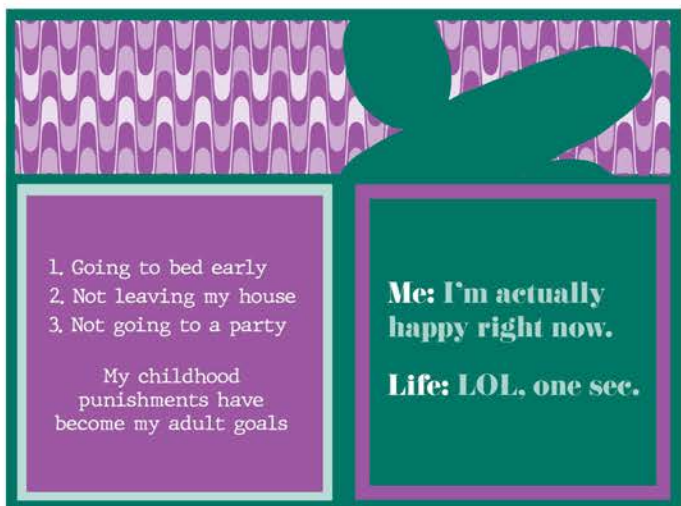 1. Going to bed early
2. Not leaving my house
3. Not going to a party
My childhood
punishments have
become my adult goals
Me: I'm actually
happy right now.
Life: LOL, one sec.